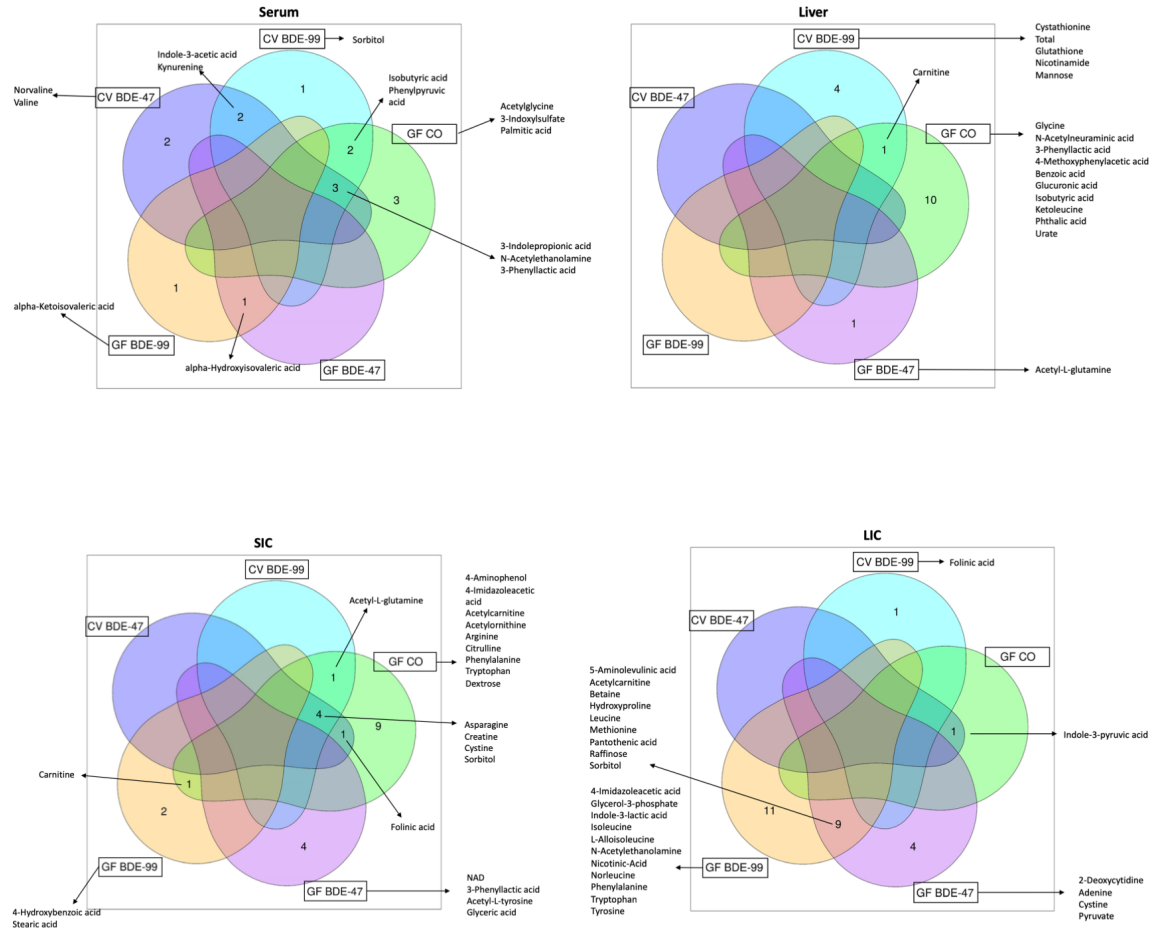 Serum
CV BDE-99
Sorbitol
Indole-3-acetic acid
Kynurenine
Norvaline
Valine
CV BDE-47
Isobutyric acid
Phenylpyruvic
acid
Acetylglycine
3-Indoxylsulfate
Palmitic acid
GF CO
1
2
2
2
3
3
3-Indolepropionic acid
N-Acetylethanolamine
3-Phenyllactic acid
1
1
alpha-Ketoisovaleric acid
GF BDE-99
alpha-Hydroxyisovaleric acid
GF BDE-47
Liver
CV BDE-99
Cystathionine
Total
Glutathione
Nicotinamide
Mannose
Carnitine
CV BDE-47
4
GF CO
1
10
Glycine
N-Acetylneuraminic acid
3-Phenyllactic acid
4-Methoxyphenylacetic acid
Benzoic acid
Glucuronic acid
Isobutyric acid
Ketoleucine
Phthalic acid
Urate
1
GF BDE-99
GF BDE-47
Acetyl-L-glutamine
SIC
CV BDE-99
CV BDE-47
Acetyl-L-glutamine
4-Aminophenol
4-Imidazoleacetic
acid
Acetylcarnitine
Acetylornithine
Arginine
Citrulline
Phenylalanine
Tryptophan
Dextrose
GF CO
1
4
9
1
Asparagine
Creatine
Cystine
Sorbitol
Carnitine
1
2
Folinic acid
4
GF BDE-99
4-Hydroxybenzoic acid
Stearic acid
GF BDE-47
NAD
3-Phenyllactic acid
Acetyl-L-tyrosine
Glyceric acid
LIC
CV BDE-99
Folinic acid
CV BDE-47
1
GF CO
5-Aminolevulinic acid
Acetylcarnitine
Betaine
Hydroxyproline
Leucine
Methionine
Pantothenic acid
Raffinose
Sorbitol
1
Indole-3-pyruvic acid
4-Imidazoleacetic acid
Glycerol-3-phosphate
Indole-3-lactic acid
Isoleucine
L-Alloisoleucine
N-Acetylethanolamine
Nicotinic-Acid
Norleucine
Phenylalanine
Tryptophan
Tyrosine
11
9
4
GF BDE-99
GF BDE-47
2-Deoxycytidine
Adenine
Cystine
Pyruvate